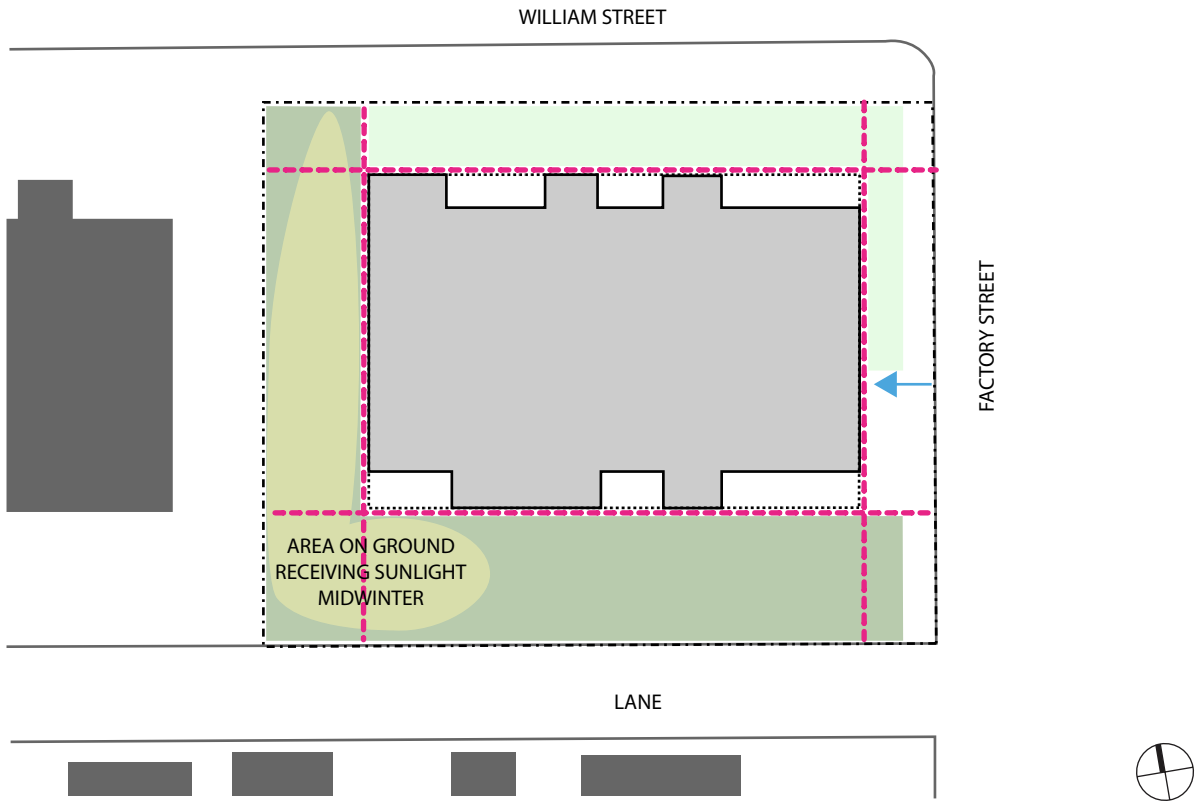 WILLIAM STREET
FACTORY STREET
AREA ON GROUND
RECEIVING SUNLIGHT
MIDWINTER
LANE